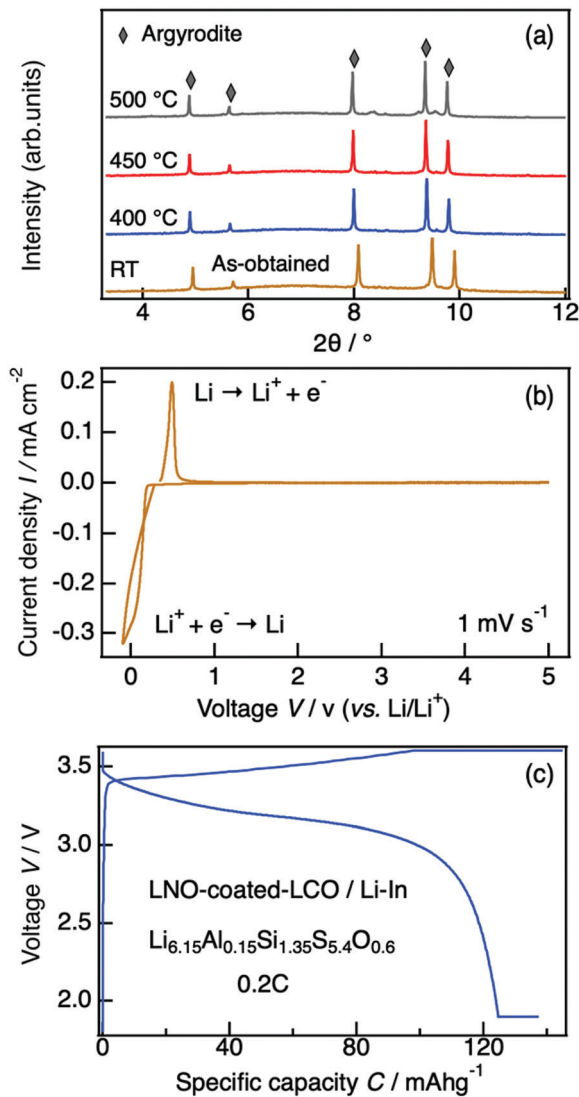 Argyrodite
(a)
500 °C
450 °C
400 °C
RT
As-obtained
Intensity (arb.units)
4
6
8
10
12
2θ / °
0.2
0.1
0.0
-0.1
-0.2
-0.3
(b)
Li → Li⁺ + e⁻
Li⁺ + e⁻ → Li
1 mV s⁻¹
Current density I / mA cm⁻²
0
1
2
3
4
5
Voltage V / v (vs. Li/Li⁺)
3.5
3.0
2.5
2.0
(c)
LNO-coated-LCO / Li-In
Li₆.₁₅Al₀.₁₅Si₁.₃₅S₅.₄O₀.₆
0.2C
Voltage V / V
0
40
80
120
Specific capacity C / mAhg⁻¹